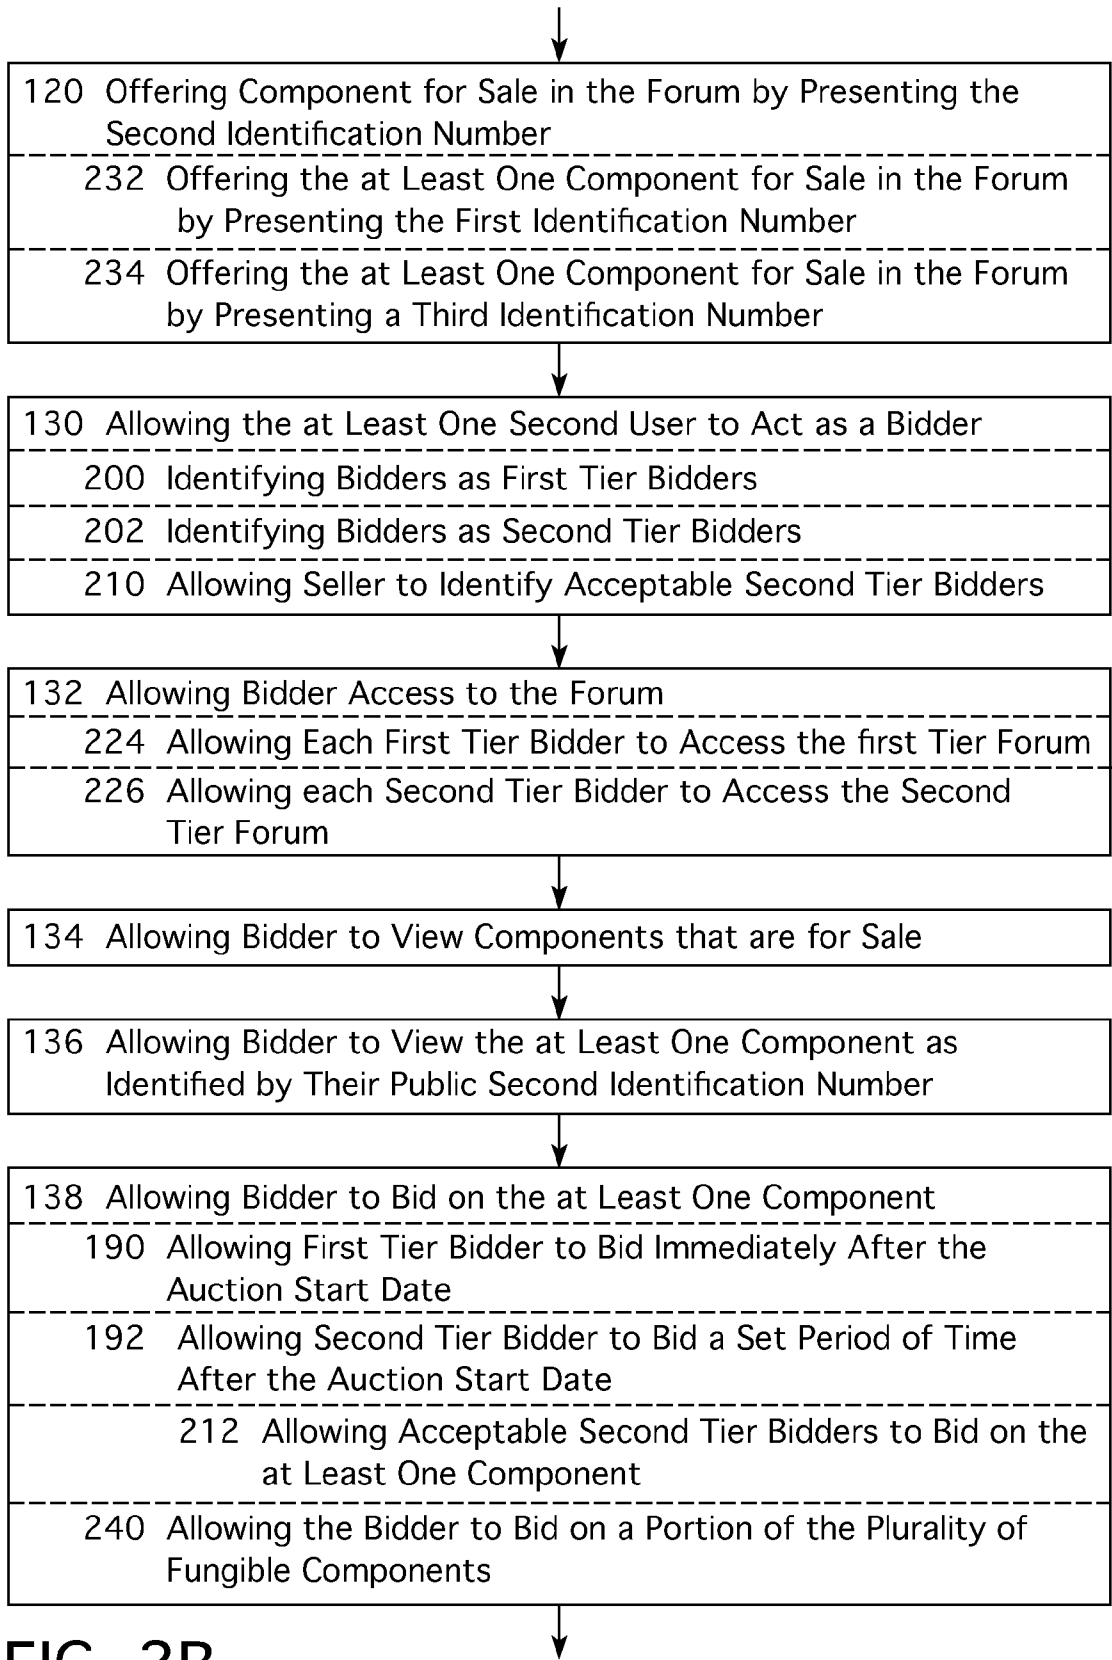 120 Offering Component for Sale in the Forum by Presenting the
Second Identification Number
232 Offering the at Least One Component for Sale in the Forum
by Presenting the First Identification Number
234 Offering the at Least One Component for Sale in the Forum
by Presenting a Third Identification Number
130 Allowing the at Least One Second User to Act as a Bidder
200 Identifying Bidders as First Tier Bidders
202 Identifying Bidders as Second Tier Bidders
210 Allowing Seller to Identify Acceptable Second Tier Bidders
132 Allowing Bidder Access to the Forum
224 Allowing Each First Tier Bidder to Access the first Tier Forum
226 Allowing each Second Tier Bidder to Access the Second
Tier Forum
134 Allowing Bidder to View Components that are for Sale
136 Allowing Bidder to View the at Least One Component as
Identified by Their Public Second Identification Number
138 Allowing Bidder to Bid on the at Least One Component
190 Allowing First Tier Bidder to Bid Immediately After the
Auction Start Date
192 Allowing Second Tier Bidder to Bid a Set Period of Time
After the Auction Start Date
212 Allowing Acceptable Second Tier Bidders to Bid on the
at Least One Component
240 Allowing the Bidder to Bid on a Portion of the Plurality of
Fungible Components